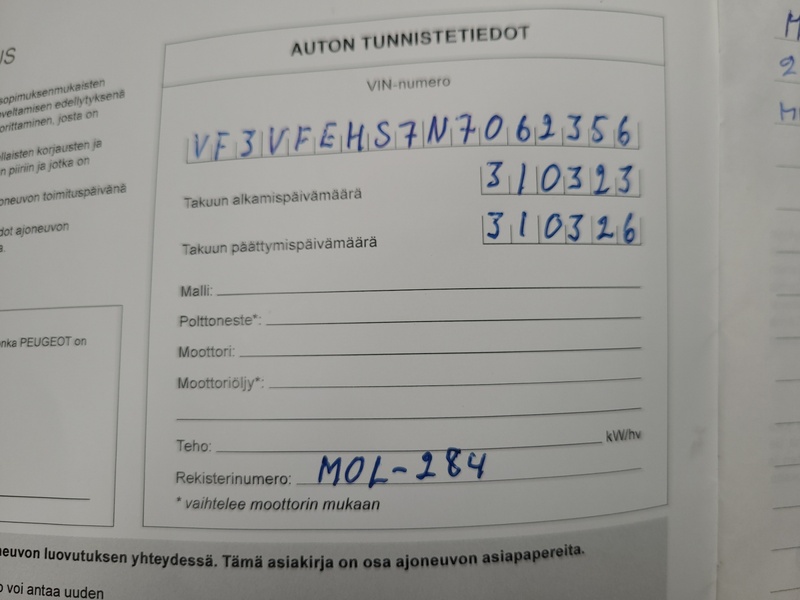 US
sopimuksenmukaisten
veltamisen edellytyksenä
orittaminen, josta on
llaisten korjausten ja
n piiriin ja jotka on
oneuvon toimituspäivänä
dot ajoneuvon
a.
nka PEUGEOT on
AUTON TUNNISTETIEDOT
VIN-numero
VF3VFEHS7N7062356
Takuun alkamispäivämäärä 310323
Takuun päättymispäivämäärä 310326
Malli:
Polttoneste*:
Moottori:
Moottoriöljy*:
Teho: kW/hv
Rekisterinumero: MOL-284
* vaihtelee moottorin mukaan
neuvon luovutuksen yhteydessä. Tämä asiakirja on osa ajoneuvon asiapapereita.
o voi antaa uuden